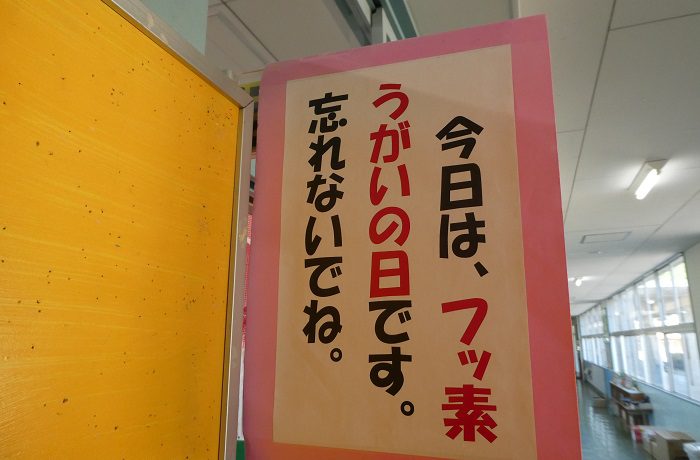 今日は、フッ素
うがいの日です。
忘れないでね。